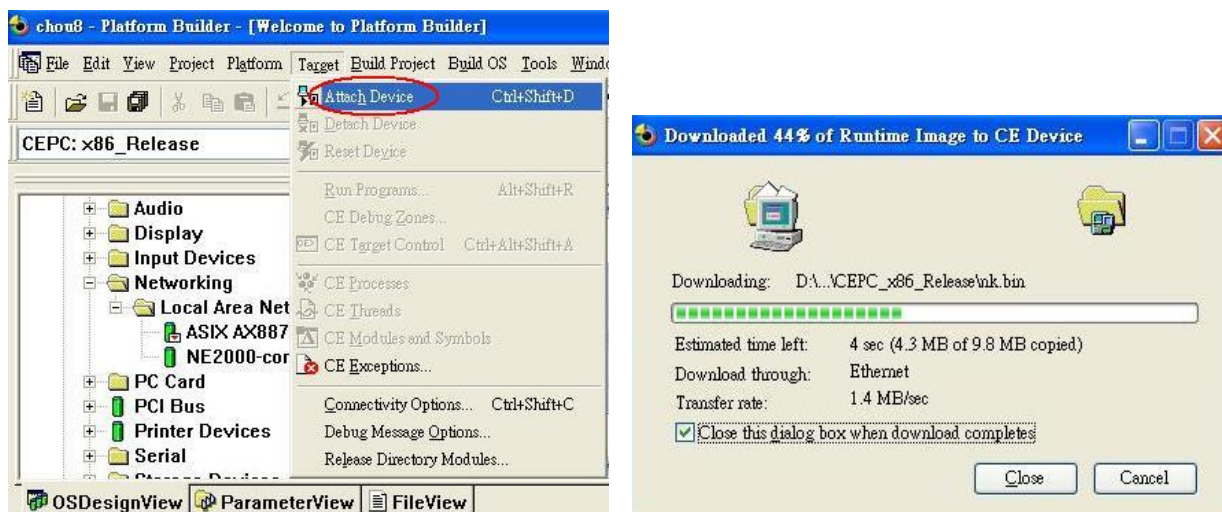 chou8 - Platform Builder - [Welcome to Platform Builder]
File Edit View Project Platform Target Build Project Build OS Tools
CEPC: x86_Release
Attach Device Ctrl+Shift+D
Detach Device
Reset Device
Run Programs... Alt+Shift+R
CE Debug Zones...
CE Target Control Ctrl+Alt+Shift+A
CE Processes
CE Threads
CE Modules and Symbols
CE Exceptions...
Connectivity Options... Ctrl+Shift+C
Debug Message Options...
Release Directory Modules...
Audio
Display
Input Devices
Networking
Local Area Net
ASIX AX887
NE2000-cor
PC Card
PCI Bus
Printer Devices
Serial
OSDesignView ParameterView FileView
Downloaded 44% of Runtime Image to CE Device
Downloading: D:\...\CEPC_x86_Release\nk.bin
Estimated time left: 4 sec (4.3 MB of 9.8 MB copied)
Download through: Ethernet
Transfer rate: 1.4 MB/sec
Close this dialog box when download completes
Close Cancel